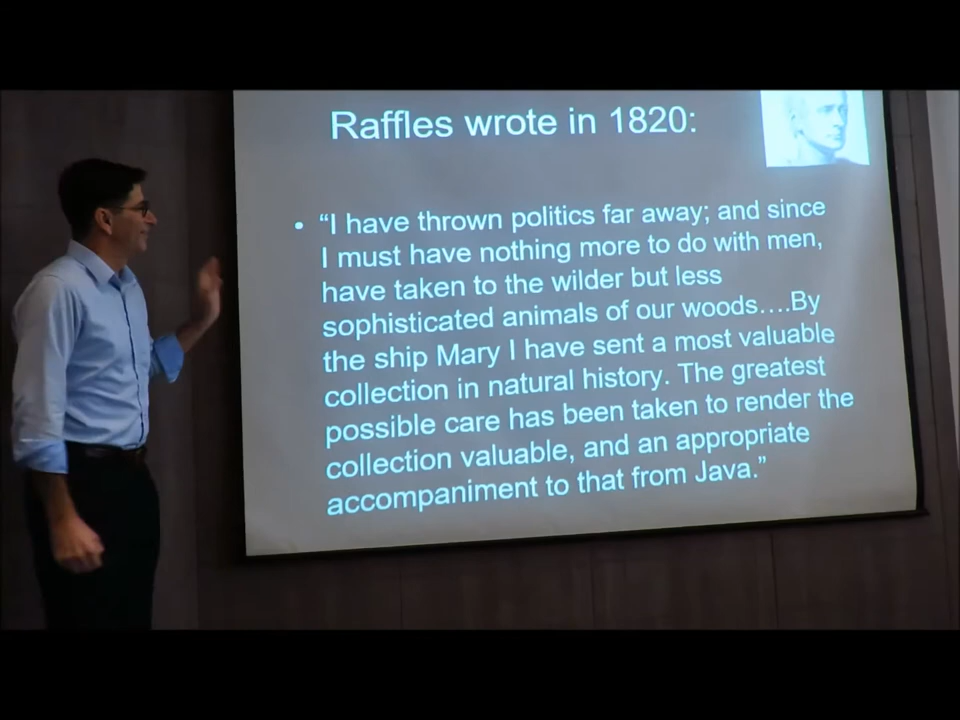 Raffles wrote in 1820:
• “I have thrown politics far away; and since
I must have nothing more to do with men,
have taken to the wilder but less
sophisticated animals of our woods….By
the ship Mary I have sent a most valuable
collection in natural history. The greatest
possible care has been taken to render the
collection valuable, and an appropriate
accompaniment to that from Java.”